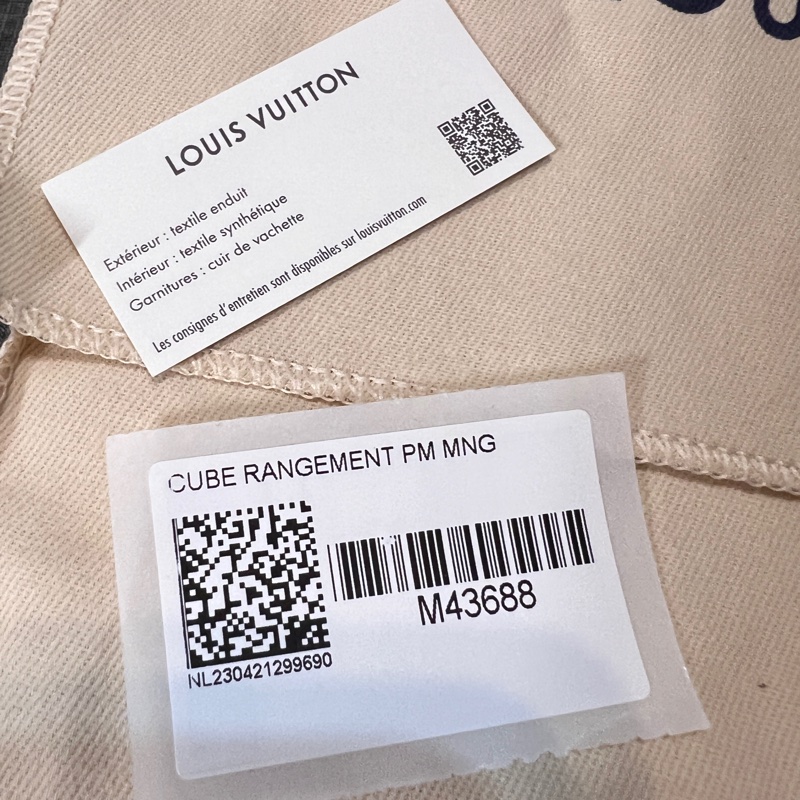 LOUIS VUITTON
Extérieur : textile enduit
Intérieur : textile synthétique
Garnitures : cuir de vachette
Les consignes d'entretien sont disponibles sur louisvuitton.com
CUBE RANGEMENT PM MNG
M43688
NL230421299690